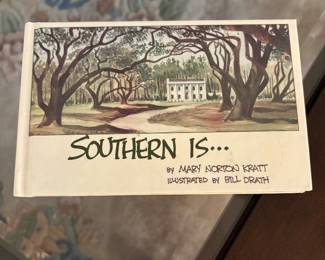 SOUTHERN IS...
BY MARY NORTON KRATT
ILLUSTRATED BY BILL DRATH